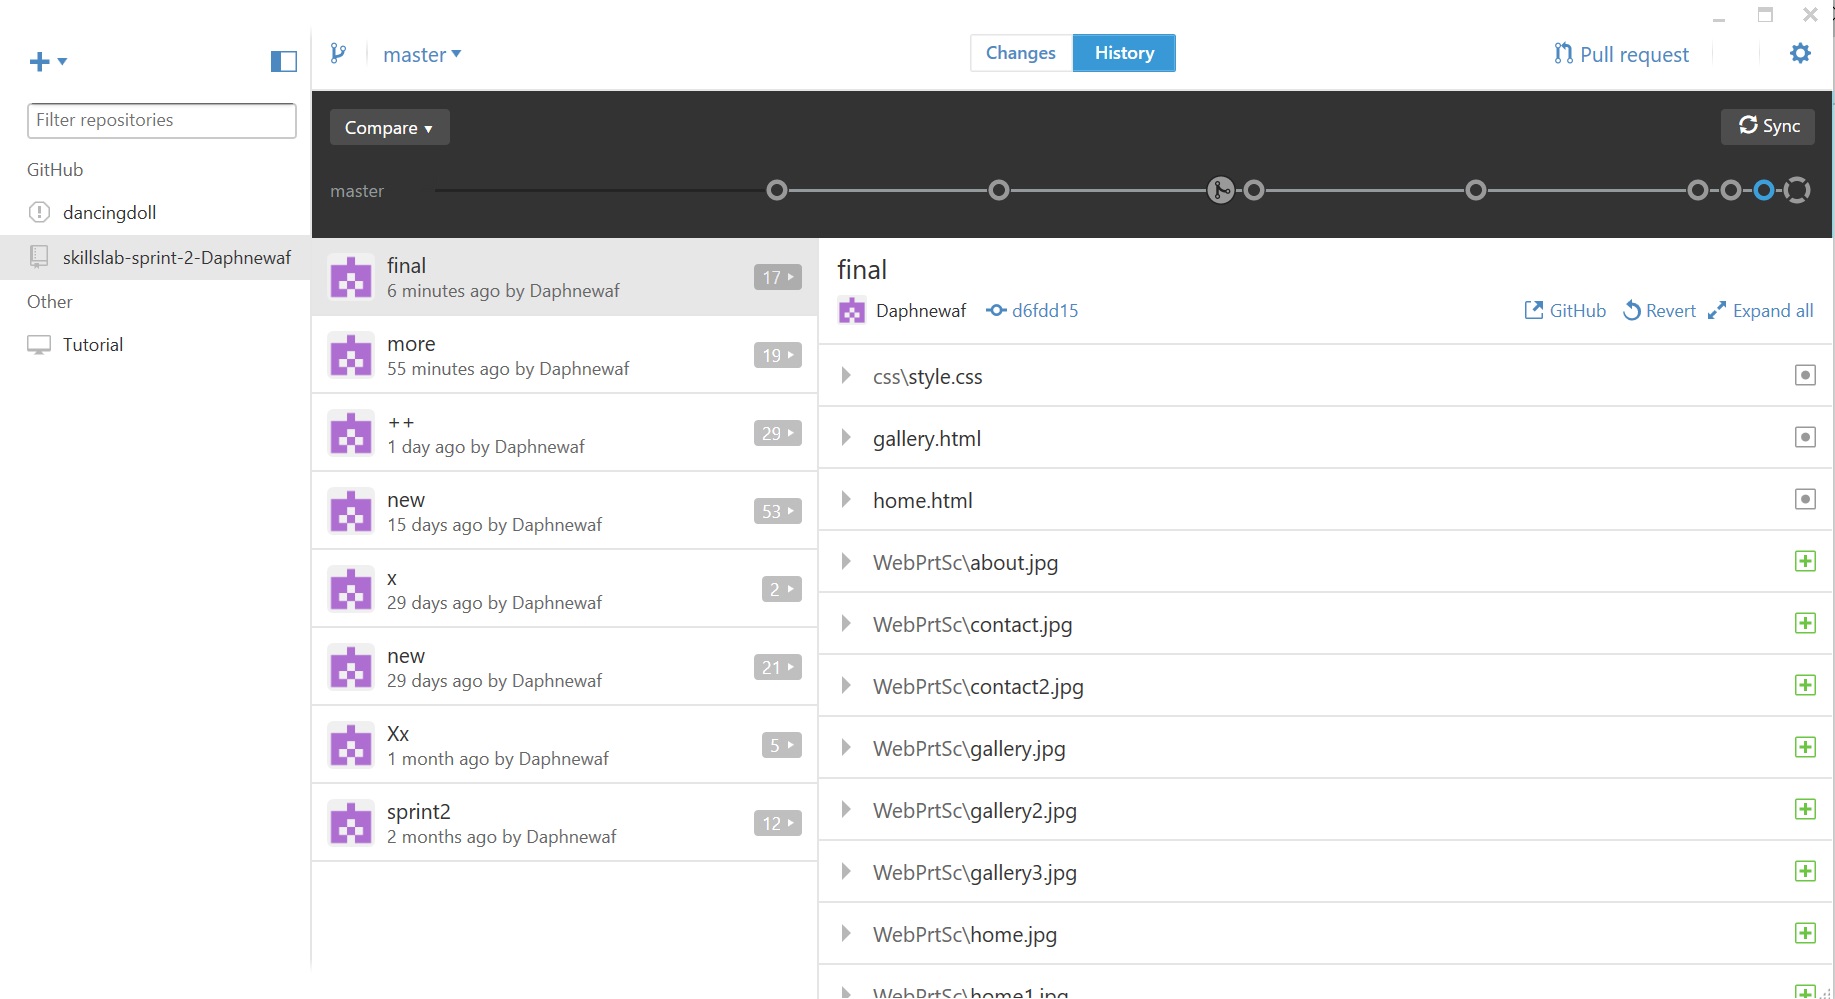 master
Changes
History
Pull request
Filter repositories
GitHub
dancingdoll
skillslab-sprint-2-Daphnewaf
Other
Tutorial
Compare
Sync
master
final
6 minutes ago by Daphnewaf
17
more
55 minutes ago by Daphnewaf
19
++
1 day ago by Daphnewaf
29
new
15 days ago by Daphnewaf
53
x
29 days ago by Daphnewaf
2
new
29 days ago by Daphnewaf
21
Xx
1 month ago by Daphnewaf
5
sprint2
2 months ago by Daphnewaf
12
final
Daphnewaf d6fdd15
GitHub Revert Expand all
css\style.css
gallery.html
home.html
WebPrtSc\about.jpg
WebPrtSc\contact.jpg
WebPrtSc\contact2.jpg
WebPrtSc\gallery.jpg
WebPrtSc\gallery2.jpg
WebPrtSc\gallery3.jpg
WebPrtSc\home.jpg
WebPrtSc\home1.jpg